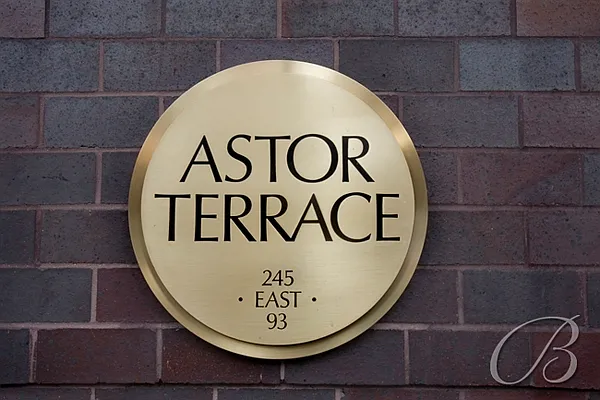 ASTOR
TERRACE
245
· EAST ·
93
B